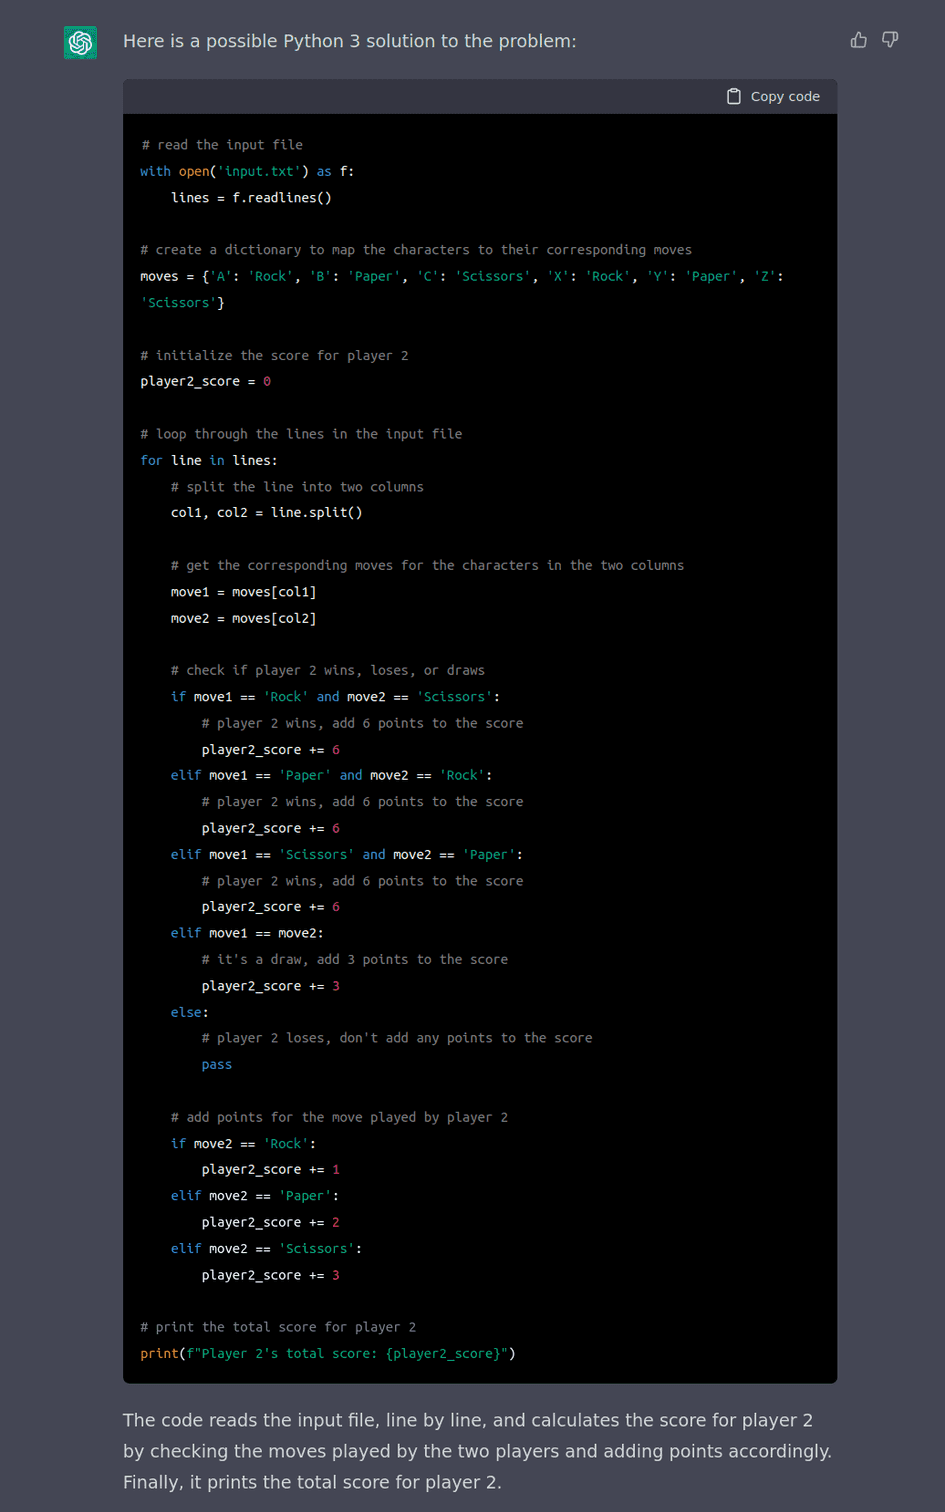 Here is a possible Python 3 solution to the problem:
Copy code
# read the input file
with open('input.txt') as f:
    lines = f.readlines()
# create a dictionary to map the characters to their corresponding moves
moves = {'A': 'Rock', 'B': 'Paper', 'C': 'Scissors', 'X': 'Rock', 'Y': 'Paper', 'Z':
'Scissors'}
# initialize the score for player 2
player2_score = 0
# loop through the lines in the input file
for line in lines:
    # split the line into two columns
    col1, col2 = line.split()
    # get the corresponding moves for the characters in the two columns
    move1 = moves[col1]
    move2 = moves[col2]
    # check if player 2 wins, loses, or draws
    if move1 == 'Rock' and move2 == 'Scissors':
        # player 2 wins, add 6 points to the score
        player2_score += 6
    elif move1 == 'Paper' and move2 == 'Rock':
        # player 2 wins, add 6 points to the score
        player2_score += 6
    elif move1 == 'Scissors' and move2 == 'Paper':
        # player 2 wins, add 6 points to the score
        player2_score += 6
    elif move1 == move2:
        # it's a draw, add 3 points to the score
        player2_score += 3
    else:
        # player 2 loses, don't add any points to the score
        pass
    # add points for the move played by player 2
    if move2 == 'Rock':
        player2_score += 1
    elif move2 == 'Paper':
        player2_score += 2
    elif move2 == 'Scissors':
        player2_score += 3
# print the total score for player 2
print(f"Player 2's total score: {player2_score}")
The code reads the input file, line by line, and calculates the score for player 2
by checking the moves played by the two players and adding points accordingly.
Finally, it prints the total score for player 2.